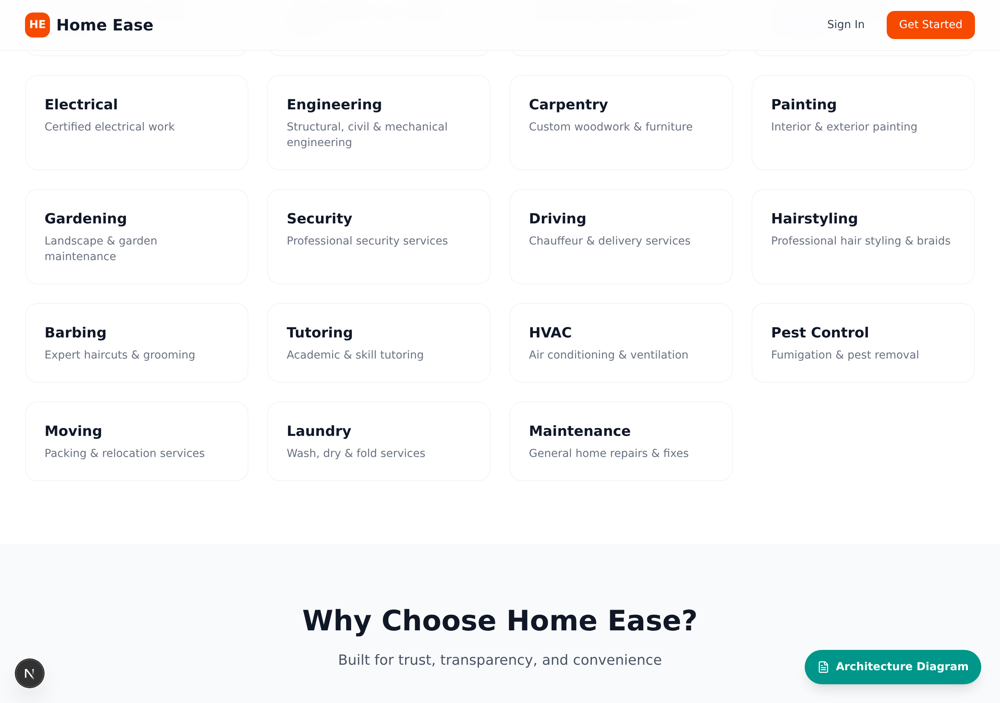 HE Home Ease Sign In Get Started
Electrical
Certified electrical work
Engineering
Structural, civil & mechanical
engineering
Carpentry
Custom woodwork & furniture
Painting
Interior & exterior painting
Gardening
Landscape & garden
maintenance
Security
Professional security services
Driving
Chauffeur & delivery services
Hairstyling
Professional hair styling & braids
Barbing
Expert haircuts & grooming
Tutoring
Academic & skill tutoring
HVAC
Air conditioning & ventilation
Pest Control
Fumigation & pest removal
Moving
Packing & relocation services
Laundry
Wash, dry & fold services
Maintenance
General home repairs & fixes
Why Choose Home Ease?
Built for trust, transparency, and convenience
N
Architecture Diagram